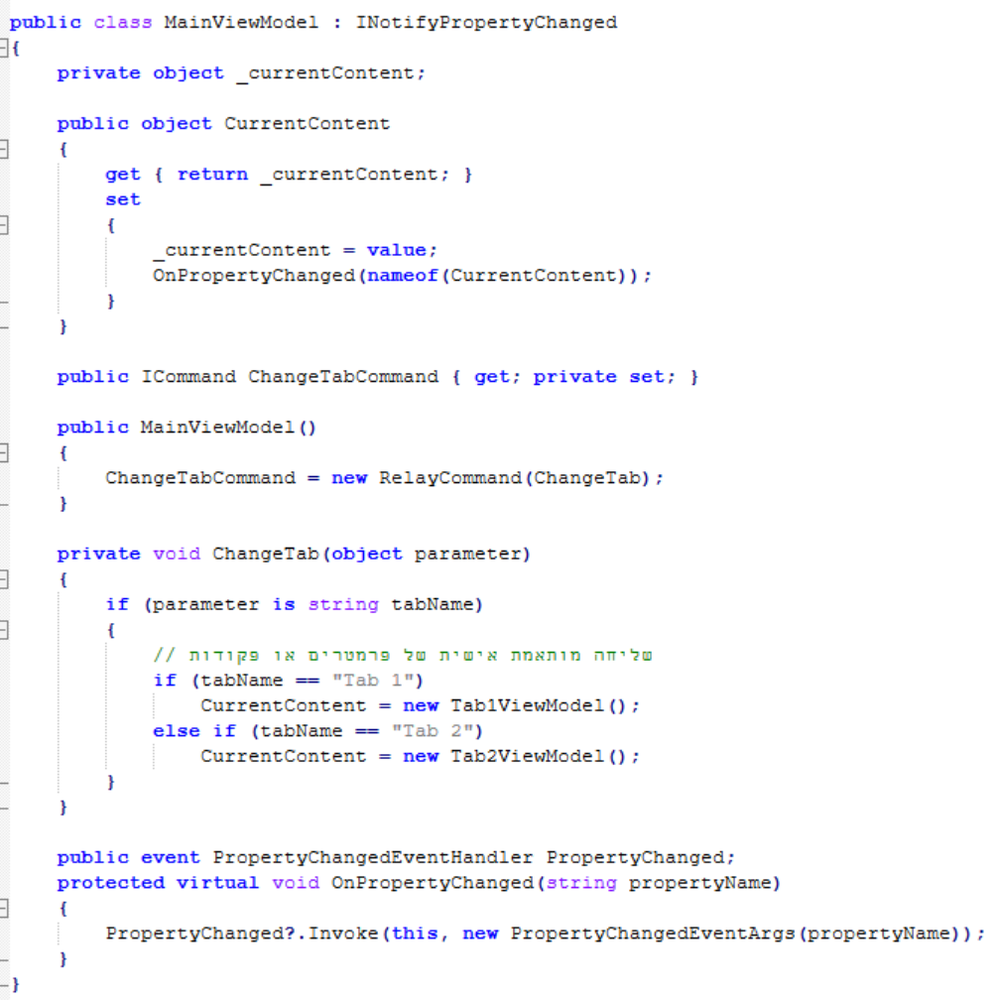 public class MainViewModel : INotifyPropertyChanged
{
    private object _currentContent;

    public object CurrentContent
    {
        get { return _currentContent; }
        set
        {
            _currentContent = value;
            OnPropertyChanged(nameof(CurrentContent));
        }
    }

    public ICommand ChangeTabCommand { get; private set; }

    public MainViewModel()
    {
        ChangeTabCommand = new RelayCommand(ChangeTab);
    }

    private void ChangeTab(object parameter)
    {
        if (parameter is string tabName)
        {
            // שליחה מותאמת אישית של פרמטרים או פקודות
            if (tabName == "Tab 1")
                CurrentContent = new Tab1ViewModel();
            else if (tabName == "Tab 2")
                CurrentContent = new Tab2ViewModel();
        }
    }

    public event PropertyChangedEventHandler PropertyChanged;
    protected virtual void OnPropertyChanged(string propertyName)
    {
        PropertyChanged?.Invoke(this, new PropertyChangedEventArgs(propertyName));
    }
}